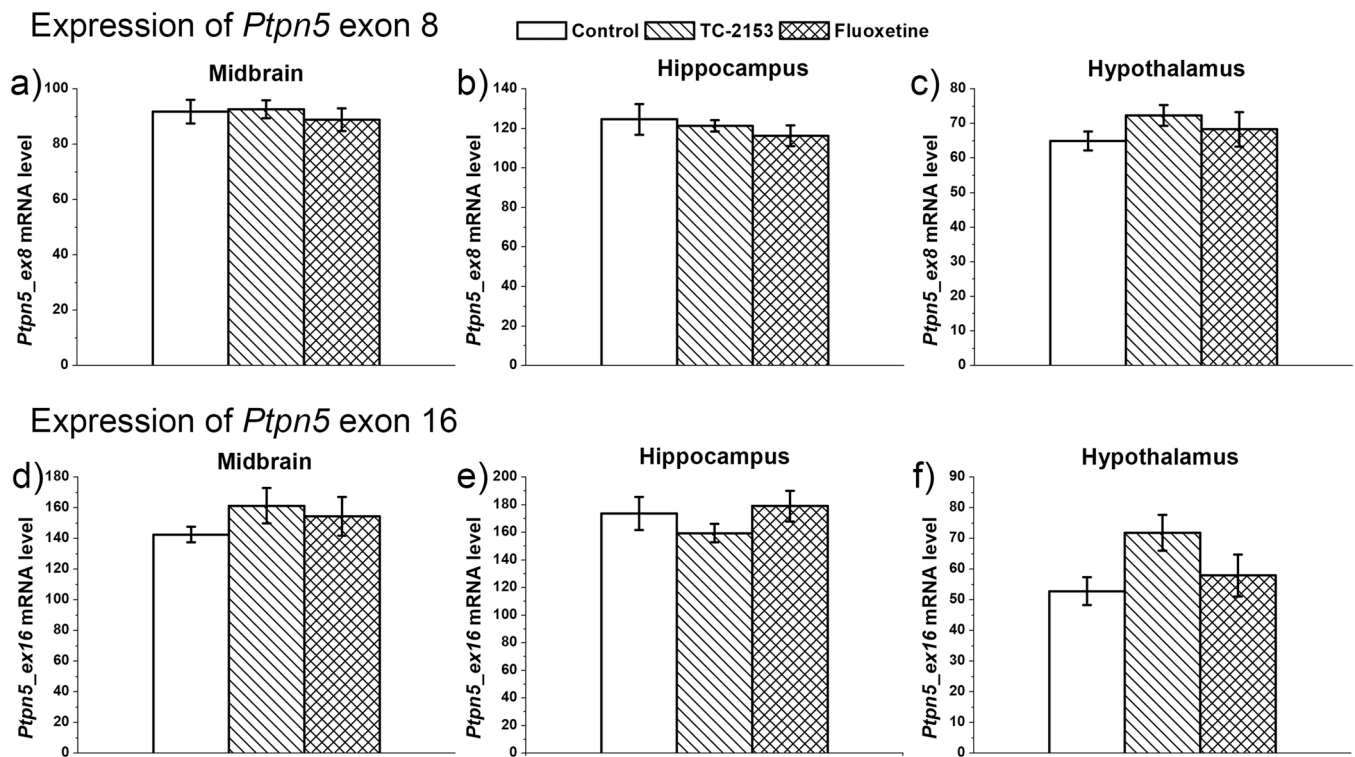 Expression of Ptpn5 exon 8
Control TC-2153 Fluoxetine
a)
Midbrain
Ptpn5_ex8 mRNA level
100
80
60
40
20
0
b)
Hippocampus
Ptpn5_ex8 mRNA level
140
120
100
80
60
40
20
0
c)
Hypothalamus
Ptpn5_ex8 mRNA level
80
70
60
50
40
30
20
10
0
Expression of Ptpn5 exon 16
d)
Midbrain
Ptpn5_ex16 mRNA level
180
160
140
120
100
80
60
40
20
0
e)
Hippocampus
Ptpn5_ex16 mRNA level
200
180
160
140
120
100
80
60
40
20
0
f)
Hypothalamus
Ptpn5_ex16 mRNA level
90
80
70
60
50
40
30
20
10
0